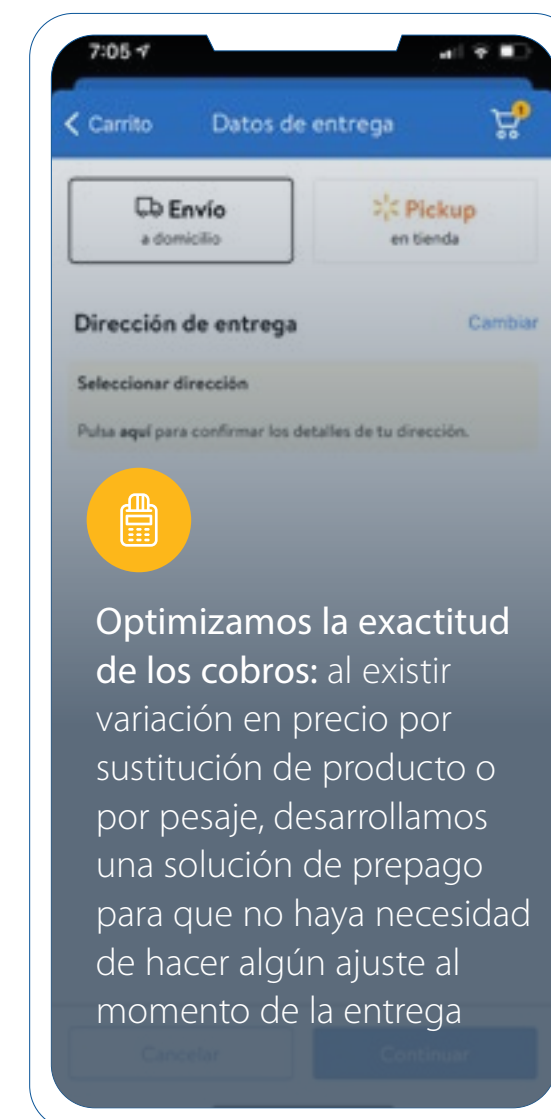 7:05
Carrito Datos de entrega 1
Envío Pickup
a domicilio en tienda
Dirección de entrega Cambiar
Seleccionar dirección
Pulsa aquí para confirmar los detalles de tu dirección.
Optimizamos la exactitud
de los cobros: al existir
variación en precio por
sustitución de producto o
por pesaje, desarrollamos
una solución de prepago
para que no haya necesidad
de hacer algún ajuste al
momento de la entrega
Cancelar Continuar